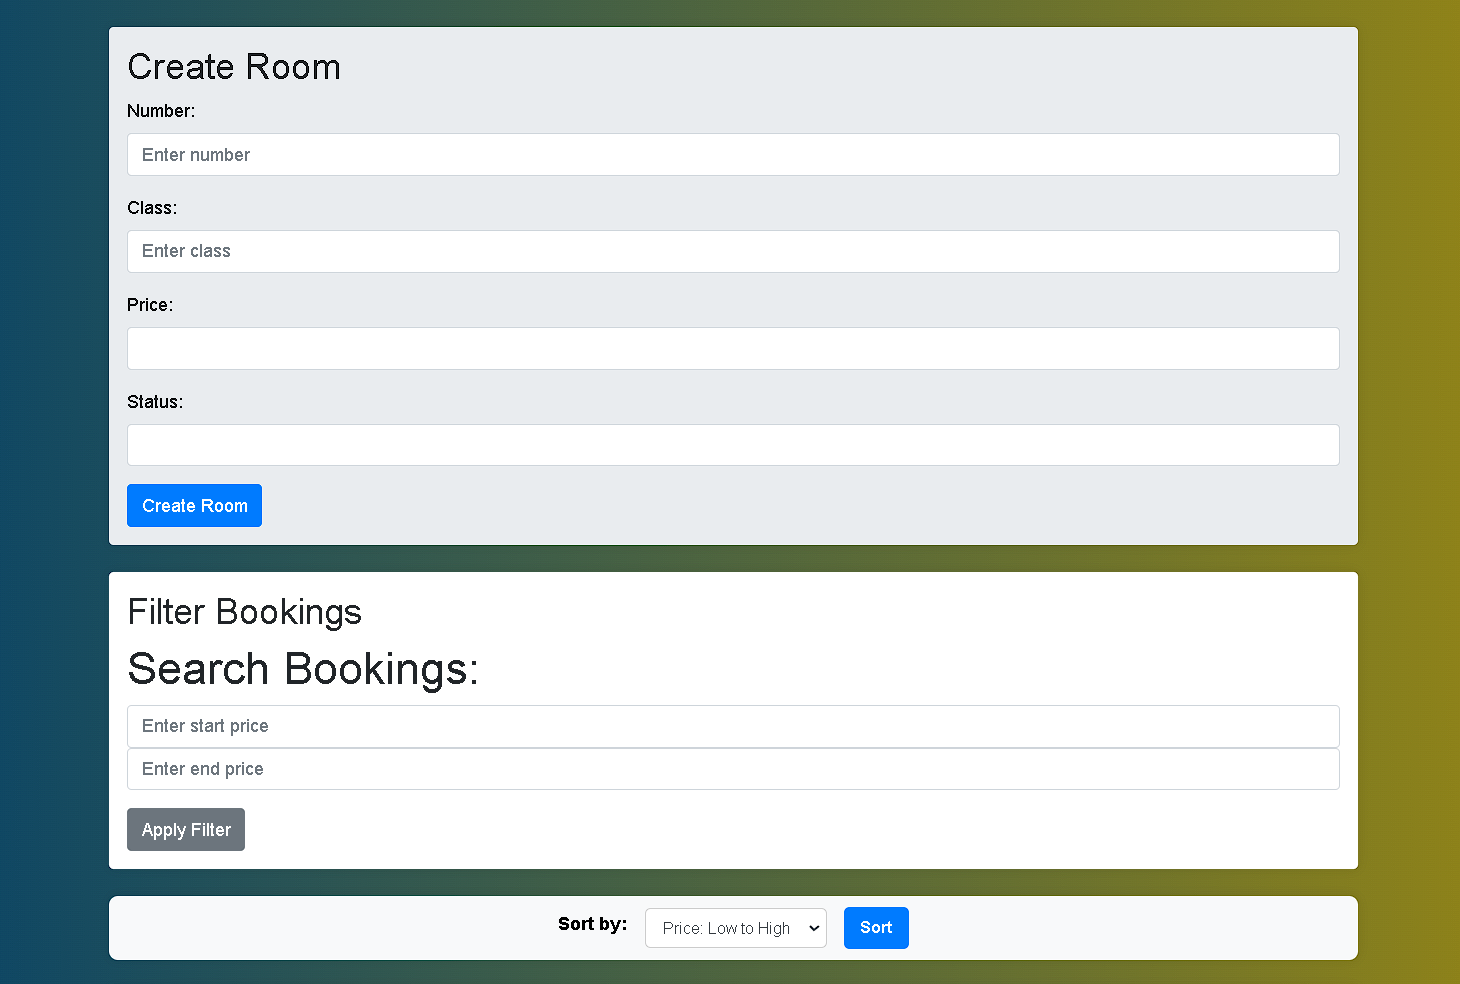 Create Room
Number:
Enter number
Class:
Enter class
Price:
Status:
Create Room
Filter Bookings
Search Bookings:
Enter start price
Enter end price
Apply Filter
Sort by: Price: Low to High Sort